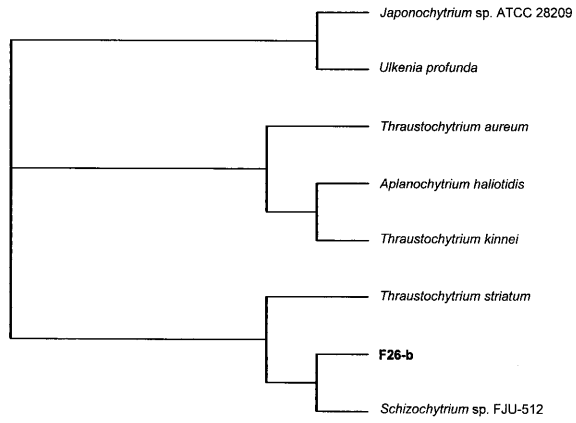 Japonochytrium sp. ATCC 28209
Ulkenia profunda
Thraustochytrium aureum
Aplanochytrium haliotidis
Thraustochytrium kinnei
Thraustochytrium striatum
F26-b
Schizochytrium sp. FJU-512